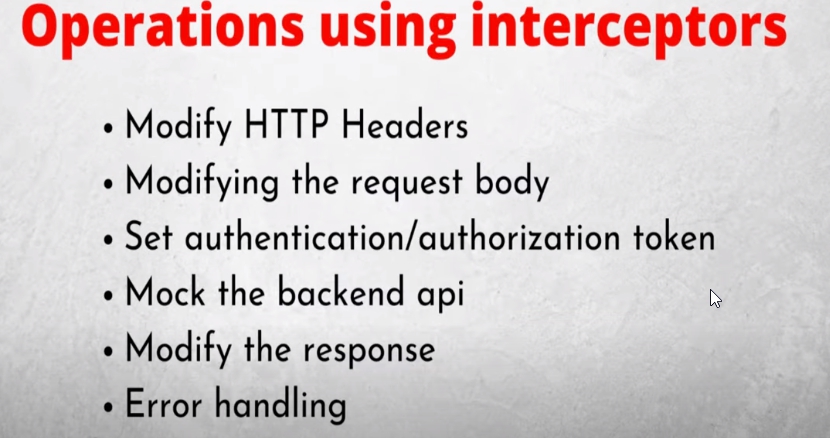 Operations using interceptors
• Modify HTTP Headers
• Modifying the request body
• Set authentication/authorization token
• Mock the backend api
• Modify the response
• Error handling